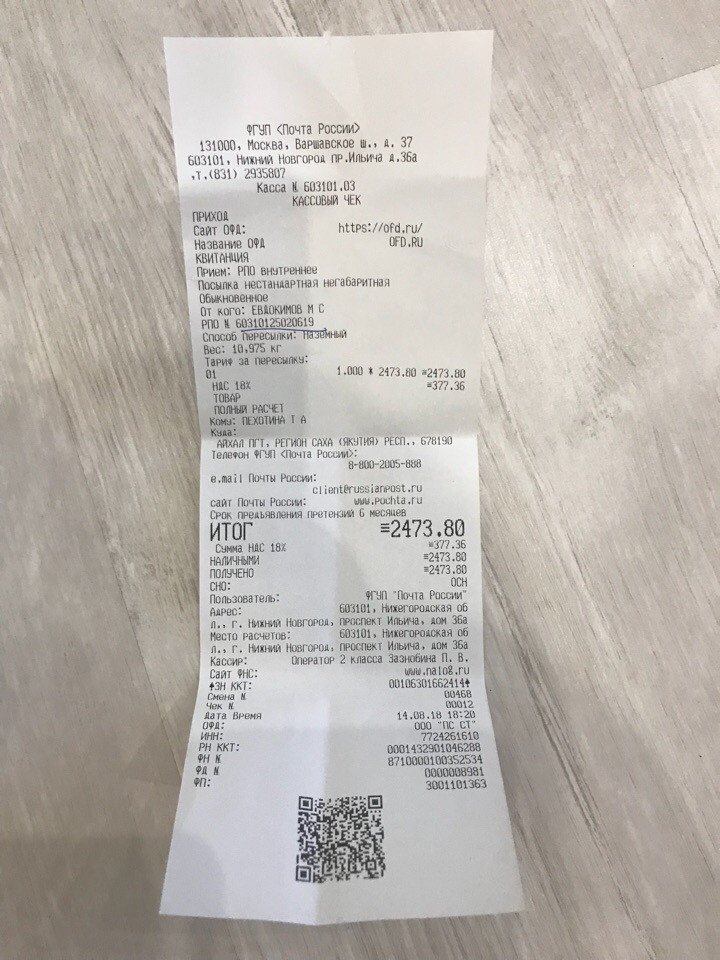 ФГУП <Почта России>
131000, Москва, Варшавское ш., д. 37
603101, Нижний Новгород пр.Ильича д.36а
,т.(831) 2935807
Касса № 603101.03
КАССОВЫЙ ЧЕК
ПРИХОД
Сайт ОФД: https://ofd.ru/
Название ОФД OFD.RU
КВИТАНЦИЯ
Прием: РПО внутреннее
Посылка нестандартная негабаритная
Обыкновенное
От кого: ЕВДОКИМОВ М С
РПО № 60310125020619
Способ пересылки: Наземный
Вес: 10,975 кг
Тариф за пересылку:
01 1.000 * 2473.80 =2473.80
НДС 18% =377.36
ТОВАР
ПОЛНЫЙ РАСЧЕТ
Кому: ПЕХОТИНА Т А
Куда:
АЙХАЛ ПГТ, РЕГИОН САХА (ЯКУТИЯ) РЕСП., 678190
Телефон ФГУП <Почта России>:
8-800-2005-888
e.mail Почты России:
client@russianpost.ru
сайт Почты России: www.pochta.ru
Срок предъявления претензий 6 месяцев
ИТОГ =2473.80
Сумма НДС 18% =377.36
НАЛИЧНЫМИ =2473.80
ПОЛУЧЕНО =2473.80
СНО: ОСН
Пользователь: ФГУП "Почта России"
Адрес: 603101, Нижегородская об
л., г. Нижний Новгород, проспект Ильича, дом 36а
Место расчетов: 603101, Нижегородская об
л., г. Нижний Новгород, проспект Ильича, дом 36а
Кассир: Оператор 2 класса Зазнобина П. В.
Сайт ФНС: www.nalog.ru
♠ЗН ККТ: 00106301662414♠
Смена № 00468
Чек № 00012
Дата Время 14.08.18 18:20
ОФД: ООО "ПС СТ"
ИНН: 7724261610
РН ККТ: 0001432901046288
ФН № 8710000100352534
ФД № 0000008981
ФП: 3001101363